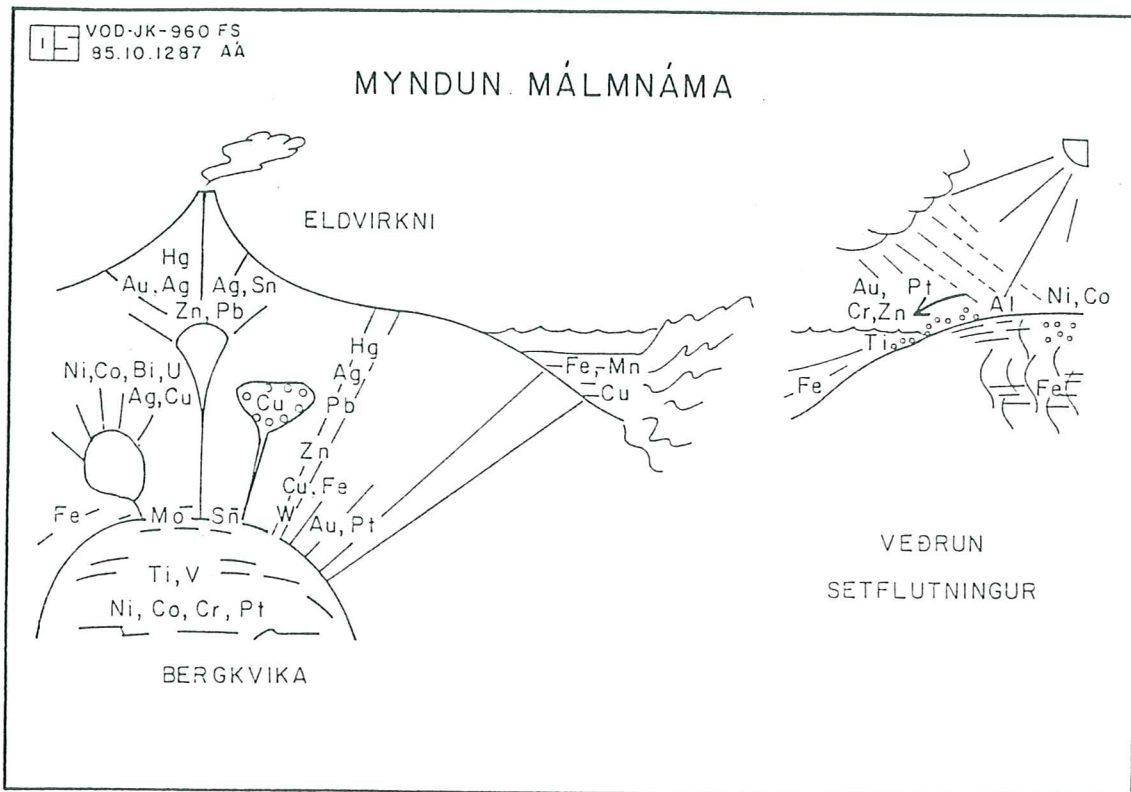 VOD-JK-960 FS
85.10.1287 AÁ
MYNDUN MÁLMNÁMA
ELDVIRKNI
Hg
Au, Ag
Ag, Sn
Zn, Pb
Ni, Co, Bi, U
Ag, Cu
Cu
Hg
Ag
Pb
Zn
Cu, Fe
W
Au, Pt
Fe
Mo
Sn
Ti, V
Ni, Co, Cr, Pt
BERGKVIKA
Fe,-Mn
Cu
Au, Pt
Cr, Zn
Al
Ni, Co
Ti
Fe
Fe
VEÐRUN
SETFLUTNINGUR